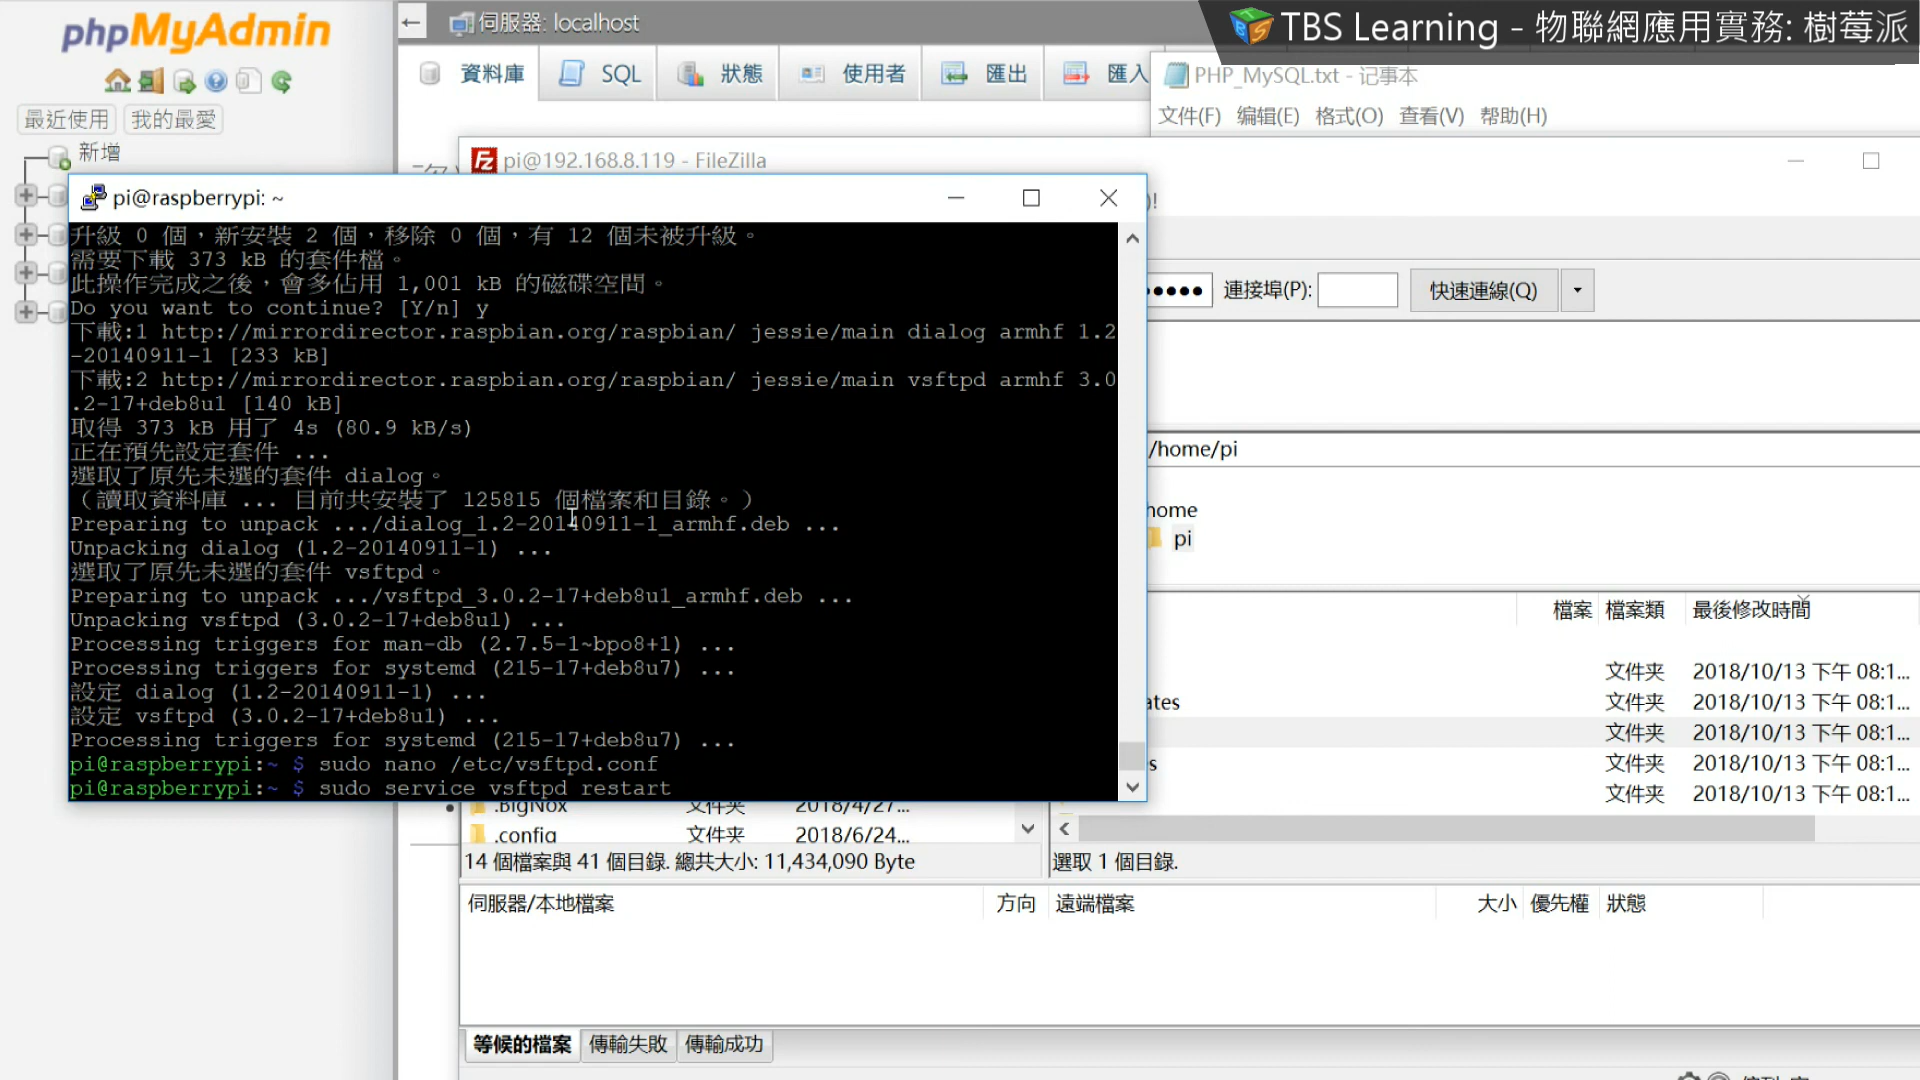 phpMyAdmin
最近使用 我的最愛
新增
伺服器: localhost
資料庫 SQL 狀態 使用者 匯出 匯入
TBS Learning - 物聯網應用實務: 樹莓派
PHP_MySQL.txt - 记事本
文件(F) 编辑(E) 格式(O) 查看(V) 帮助(H)
pi@192.168.8.119 - FileZilla
)!
連接埠(P): 快速連線(Q)
pi@raspberrypi: ~
升級 0 個，新安裝 2 個，移除 0 個，有 12 個未被升級。
需要下載 373 kB 的套件檔。
此操作完成之後，會多佔用 1,001 kB 的磁碟空間。
Do you want to continue? [Y/n] y
下載:1 http://mirrordirector.raspbian.org/raspbian/ jessie/main dialog armhf 1.2
-20140911-1 [233 kB]
下載:2 http://mirrordirector.raspbian.org/raspbian/ jessie/main vsftpd armhf 3.0
.2-17+deb8u1 [140 kB]
取得 373 kB 用了 4s (80.9 kB/s)
正在預先設定套件 ...
選取了原先未選的套件 dialog。
（讀取資料庫 ... 目前共安裝了 125815 個檔案和目錄。）
Preparing to unpack .../dialog_1.2-20140911-1_armhf.deb ...
Unpacking dialog (1.2-20140911-1) ...
選取了原先未選的套件 vsftpd。
Preparing to unpack .../vsftpd_3.0.2-17+deb8u1_armhf.deb ...
Unpacking vsftpd (3.0.2-17+deb8u1) ...
Processing triggers for man-db (2.7.5-1~bpo8+1) ...
Processing triggers for systemd (215-17+deb8u7) ...
設定 dialog (1.2-20140911-1) ...
設定 vsftpd (3.0.2-17+deb8u1) ...
Processing triggers for systemd (215-17+deb8u7) ...
pi@raspberrypi:~ $ sudo nano /etc/vsftpd.conf
pi@raspberrypi:~ $ sudo service vsftpd restart
/home/pi
home
pi
檔案 檔案類 最後修改時間
文件夹 2018/10/13 下午 08:1...
ates 文件夹 2018/10/13 下午 08:1...
文件夹 2018/10/13 下午 08:1...
s 文件夹 2018/10/13 下午 08:1...
文件夹 2018/10/13 下午 08:1...
.BigNox 文件夹 2018/4/27...
.config 文件夹 2018/6/24...
14 個檔案與 41 個目錄. 總共大小: 11,434,090 Byte
選取 1 個目錄.
伺服器/本地檔案 方向 遠端檔案 大小 優先權 狀態
等候的檔案 傳輸失敗 傳輸成功